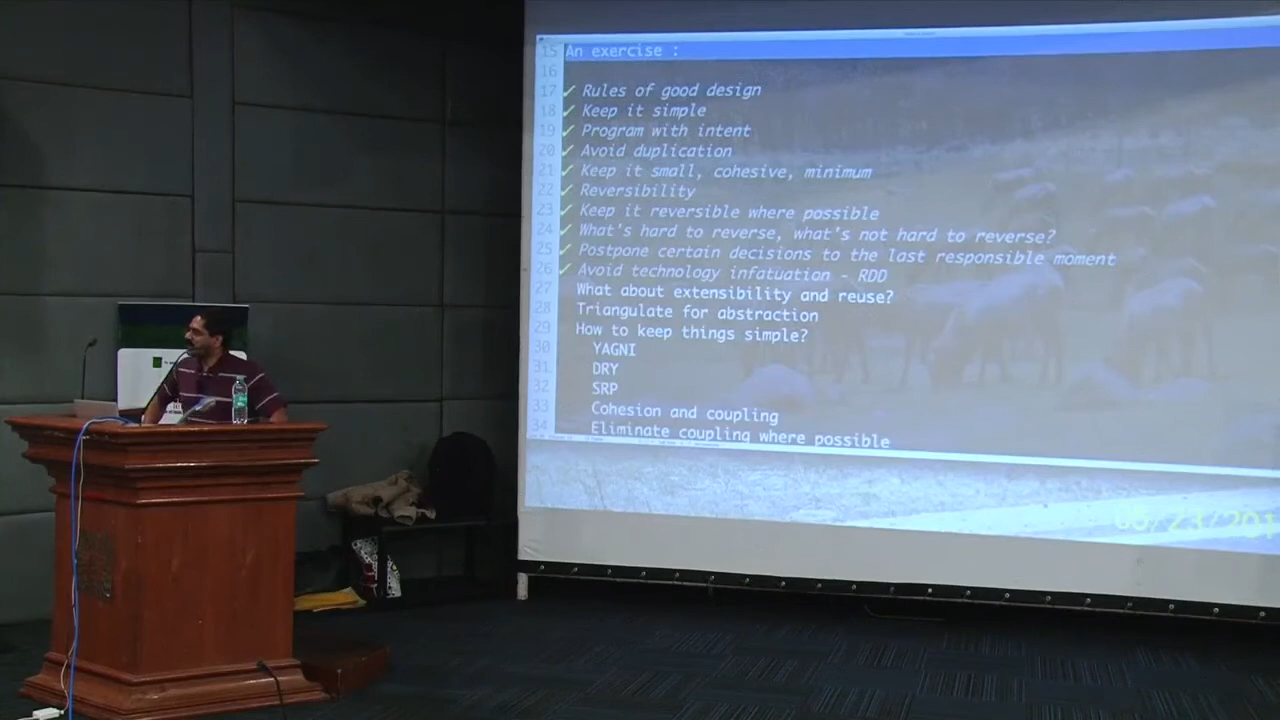 15 An exercise :
16
17 ✓ Rules of good design
18 ✓ Keep it simple
19 ✓ Program with intent
20 ✓ Avoid duplication
21 ✓ Keep it small, cohesive, minimum
22 ✓ Reversibility
23 ✓ Keep it reversible where possible
24 ✓ What's hard to reverse, what's not hard to reverse?
25 ✓ Postpone certain decisions to the last responsible moment
26 ✓ Avoid technology infatuation - RDD
27 What about extensibility and reuse?
28 Triangulate for abstraction
29 How to keep things simple?
30 YAGNI
31 DRY
32 SRP
33 Cohesion and coupling
34 Eliminate coupling where possible